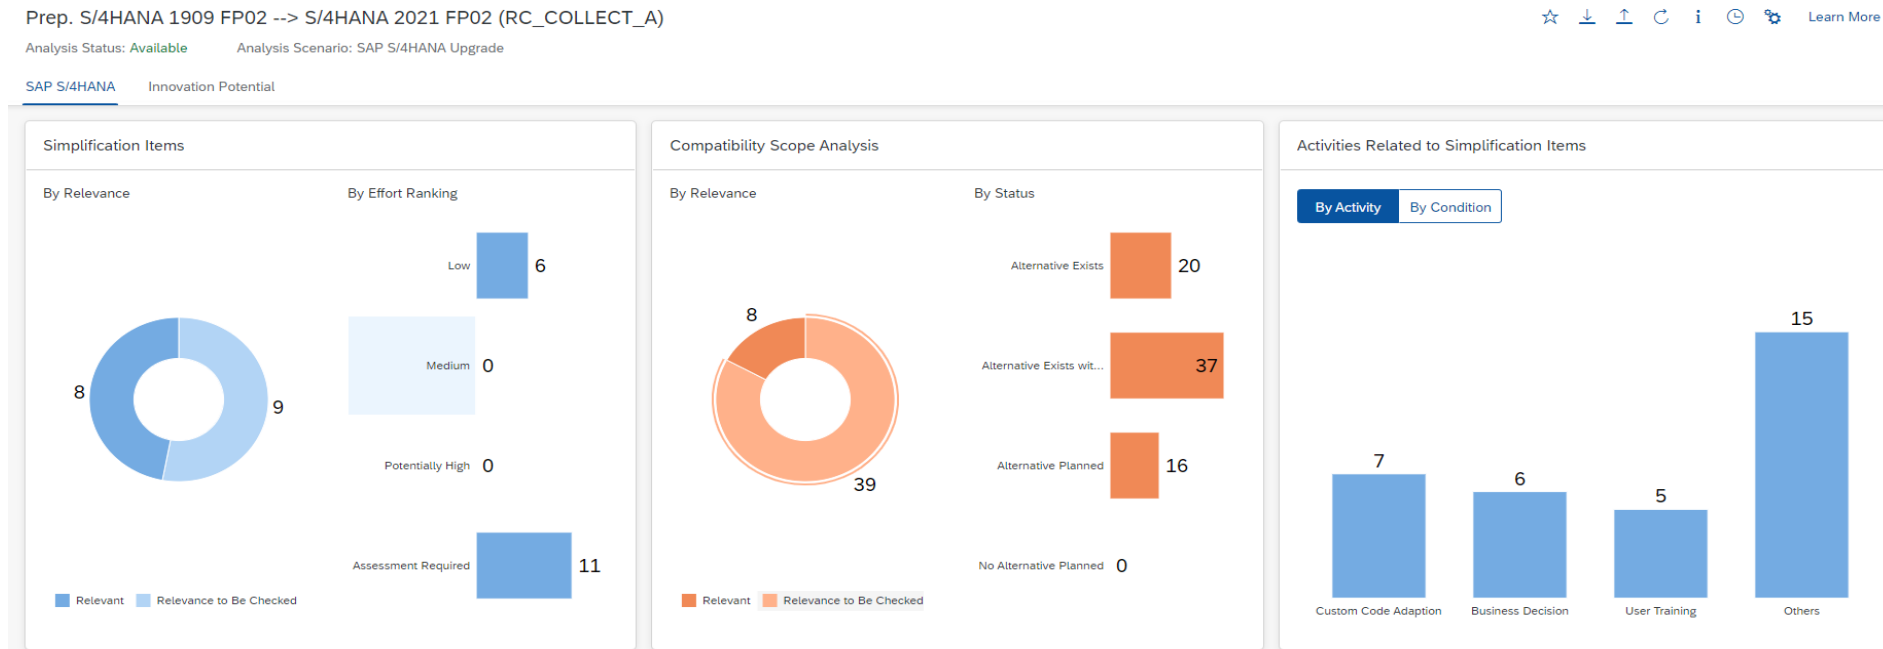 Prep. S/4HANA 1909 FP02 --> S/4HANA 2021 FP02 (RC_COLLECT_A)
Learn More
Analysis Status: Available
Analysis Scenario: SAP S/4HANA Upgrade
SAP S/4HANA
Innovation Potential
Simplification Items
By Relevance
8
9
Relevant
Relevance to Be Checked
By Effort Ranking
Low
6
Medium
0
Potentially High
0
Assessment Required
11
Compatibility Scope Analysis
By Relevance
8
39
Relevant
Relevance to Be Checked
By Status
Alternative Exists
20
Alternative Exists wit...
37
Alternative Planned
16
No Alternative Planned
0
Activities Related to Simplification Items
By Activity
By Condition
7
6
5
15
Custom Code Adaption
Business Decision
User Training
Others